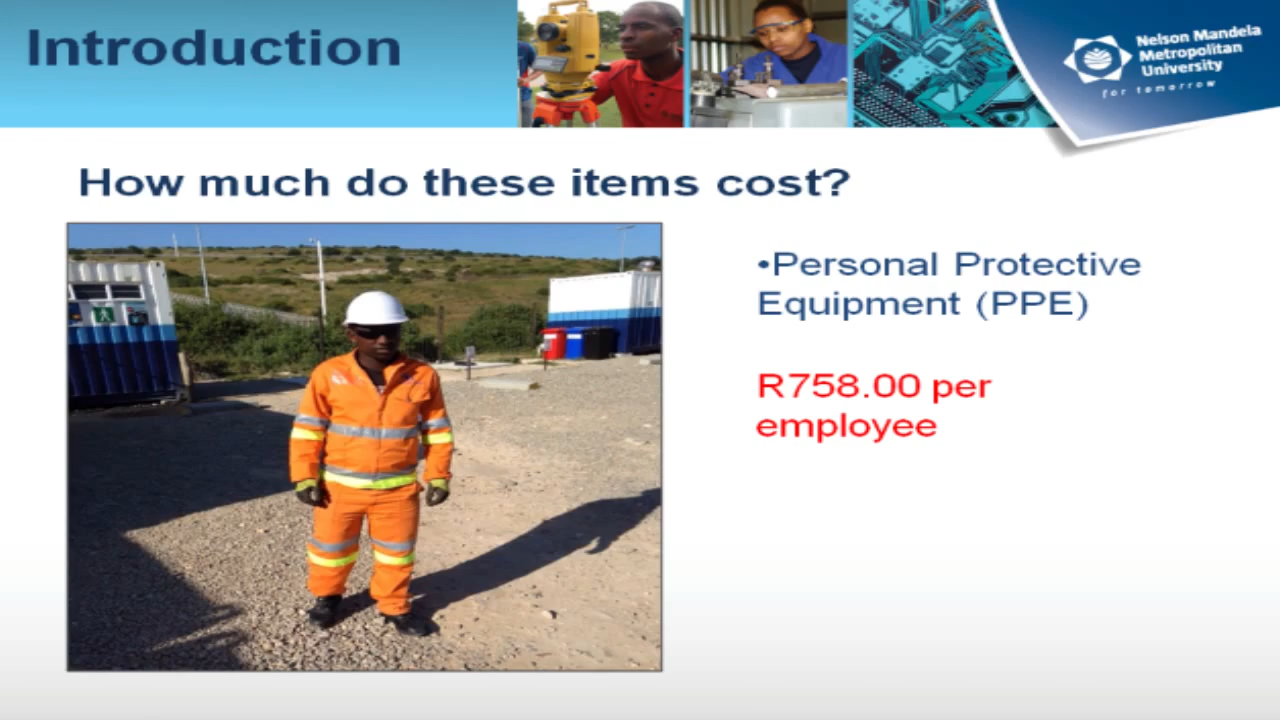 Introduction
Nelson Mandela
Metropolitan
University
for tomorrow
How much do these items cost?
•Personal Protective
Equipment (PPE)
R758.00 per
employee